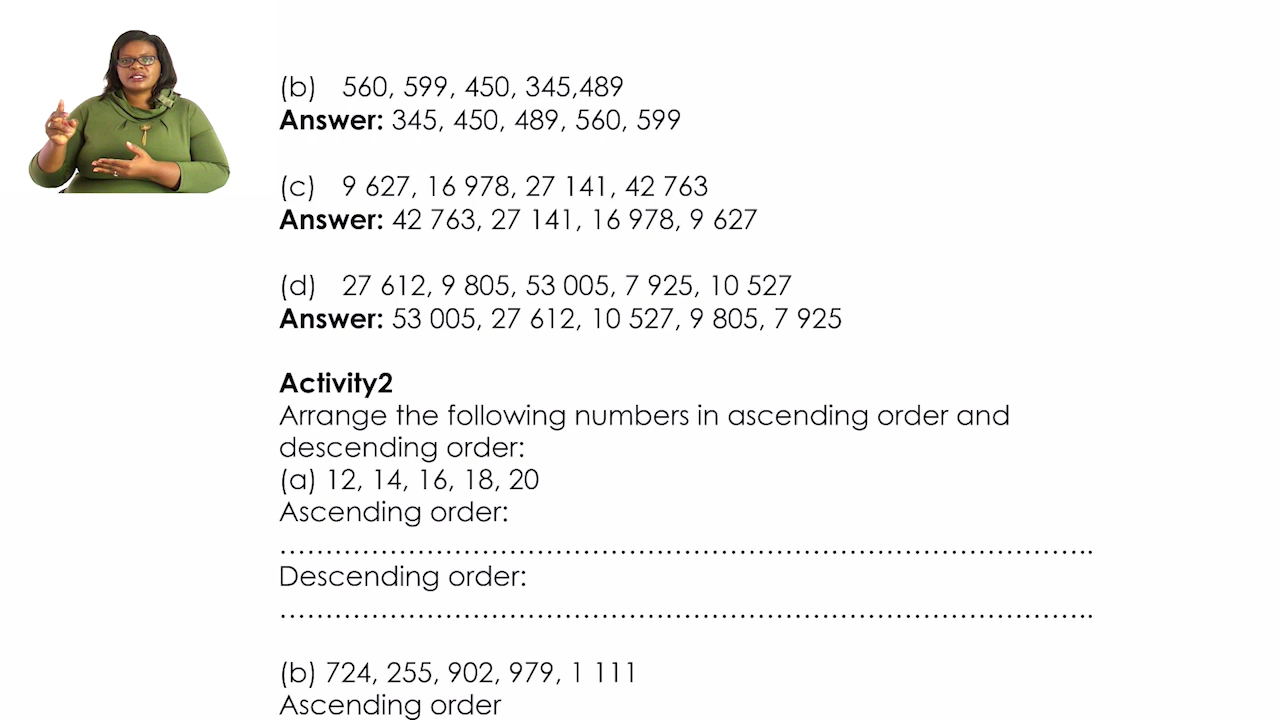 (b) 560, 599, 450, 345,489
Answer: 345, 450, 489, 560, 599
(c) 9 627, 16 978, 27 141, 42 763
Answer: 42 763, 27 141, 16 978, 9 627
(d) 27 612, 9 805, 53 005, 7 925, 10 527
Answer: 53 005, 27 612, 10 527, 9 805, 7 925
Activity2
Arrange the following numbers in ascending order and
descending order:
(a) 12, 14, 16, 18, 20
Ascending order:
……………………………………………………………………………..
Descending order:
……………………………………………………………………………..
(b) 724, 255, 902, 979, 1 111
Ascending order